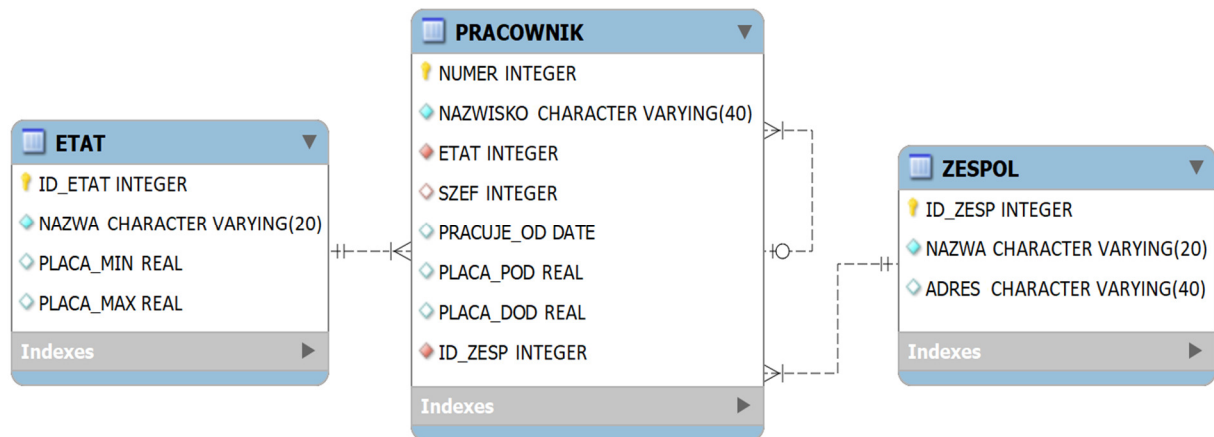 ETAT
ID_ETAT INTEGER
NAZWA CHARACTER VARYING(20)
PLACA_MIN REAL
PLACA_MAX REAL
Indexes
PRACOWNIK
NUMER INTEGER
NAZWISKO CHARACTER VARYING(40)
ETAT INTEGER
SZEF INTEGER
PRACUJE_OD DATE
PLACA_POD REAL
PLACA_DOD REAL
ID_ZESP INTEGER
Indexes
ZESPOL
ID_ZESP INTEGER
NAZWA CHARACTER VARYING(20)
ADRES CHARACTER VARYING(40)
Indexes